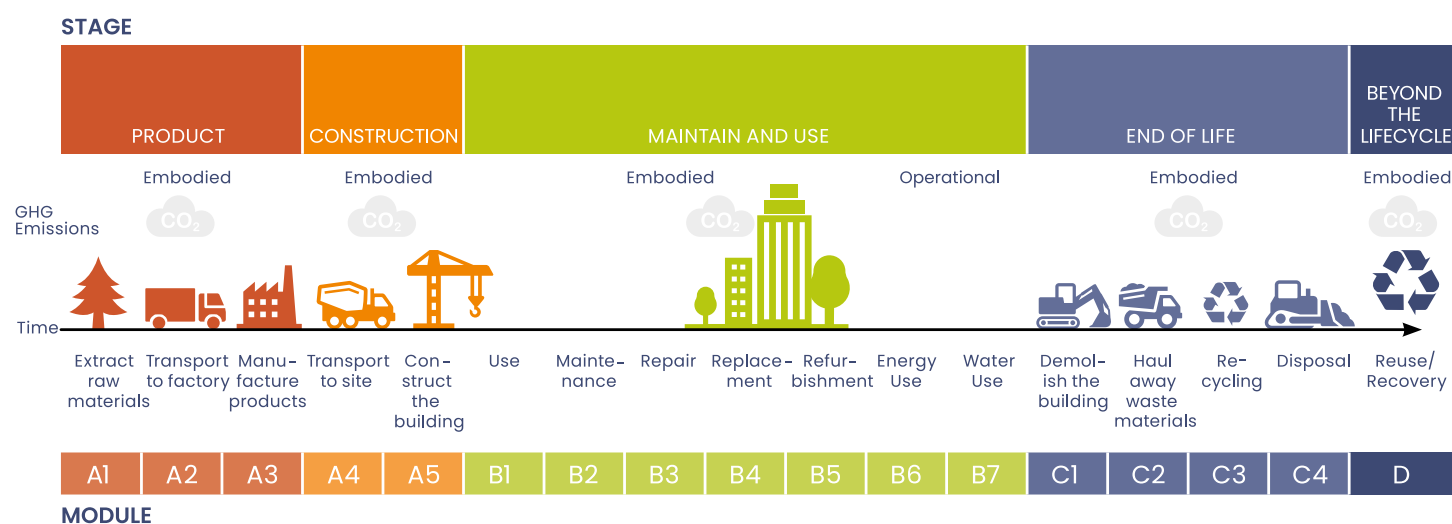 STAGE
PRODUCT
CONSTRUCTION
MAINTAIN AND USE
END OF LIFE
BEYOND
THE
LIFECYCLE
Embodied
Embodied
Embodied
Operational
Embodied
Embodied
GHG
Emissions
CO₂
CO₂
CO₂
CO₂
CO₂
Time
Extract
raw
materials
Transport
to factory
Manu-
facture
products
Transport
to site
Con-
struct
the
building
Use
Mainte-
nance
Repair
Replace-
ment
Refur-
bishment
Energy
Use
Water
Use
Demol-
ish the
building
Haul
away
waste
materials
Re-
cycling
Disposal
Reuse/
Recovery
A1
A2
A3
A4
A5
B1
B2
B3
B4
B5
B6
B7
C1
C2
C3
C4
D
MODULE